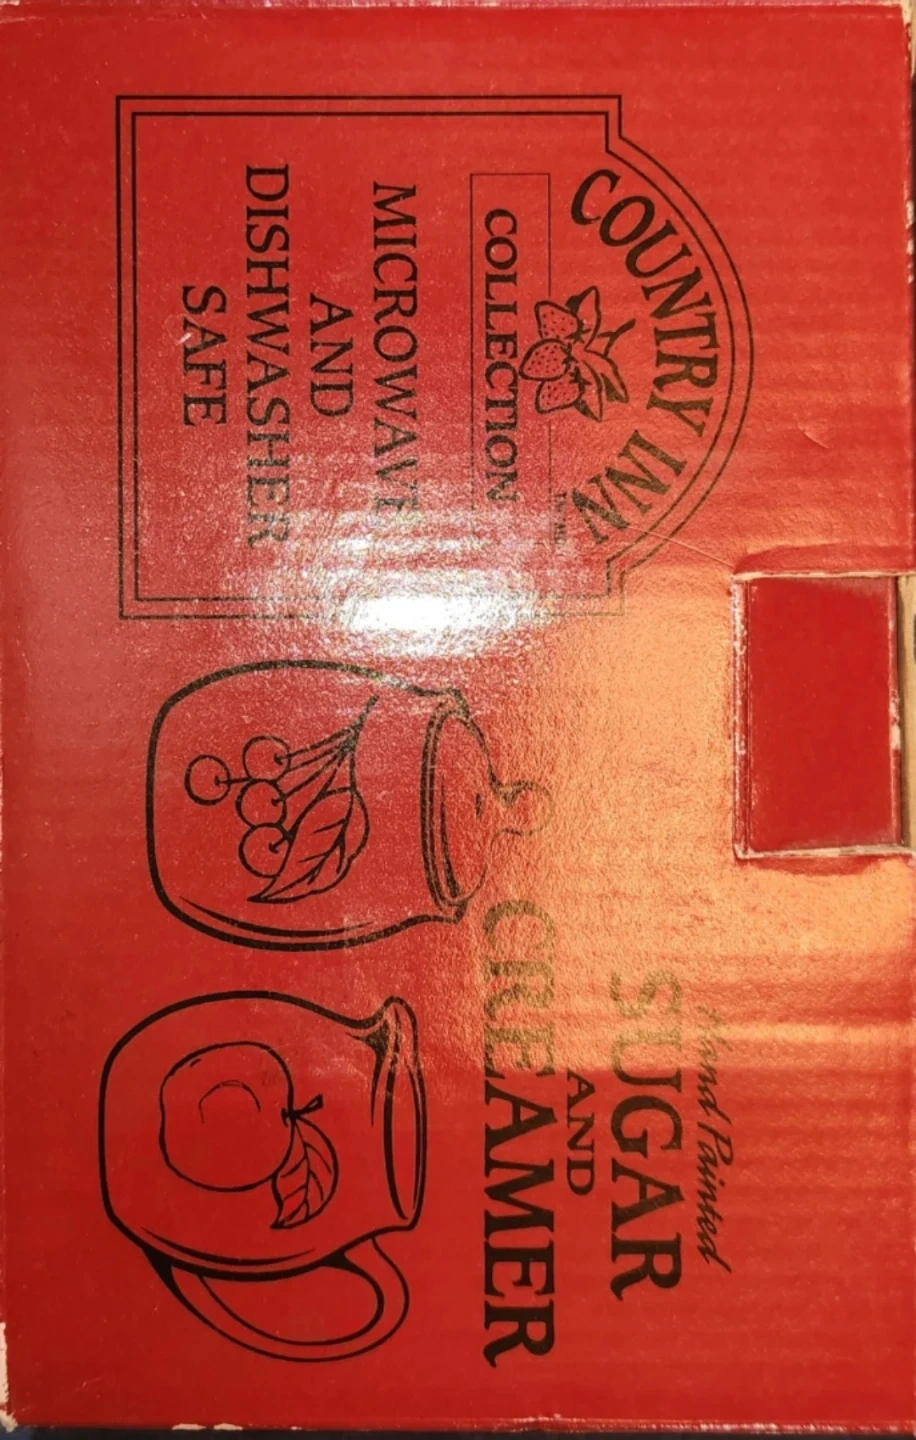 COUNTRY INN
COLLECTION
MICROWAVE
AND
DISHWASHER
SAFE
Hand Painted
SUGAR
AND
CREAMER